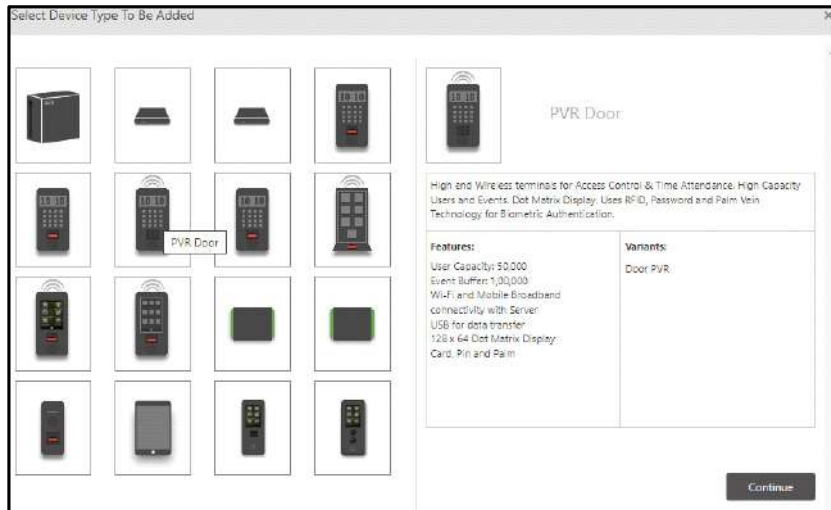 Select Device Type To Be Added
PVR Door
PVR Door
High end Wireless terminals for Access Control & Time Attendance. High Capacity
Users and Events. Dot Matrix Display. Uses RFID, Password and Palm Vein
Technology for Biometric Authentication.
Features:
User Capacity: 50,000
Event Buffer: 1,00,000
Wi-Fi and Mobile Broadband
connectivity with Server
USB for data transfer
128 x 64 Dot Matrix Display
Card, Pin and Palm
Variants:
Door PVR
Continue